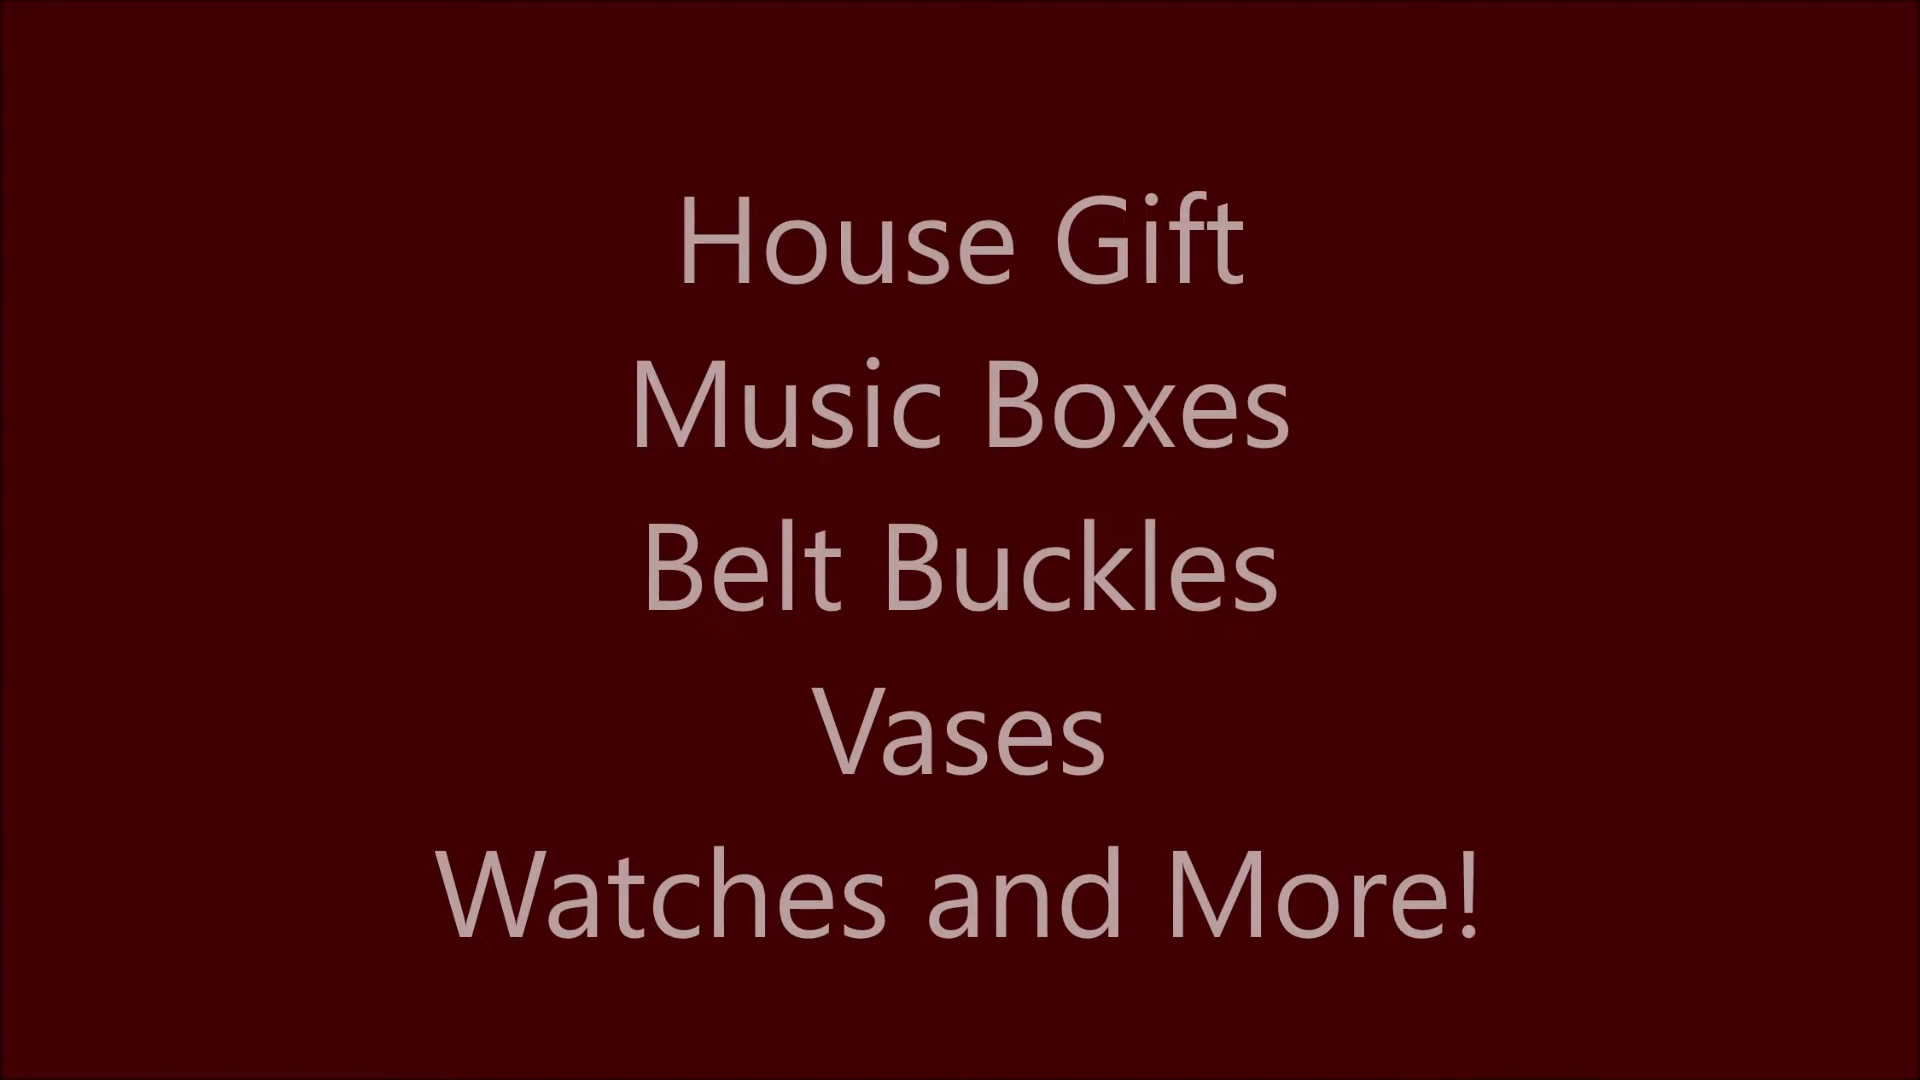 House Gift
Music Boxes
Belt Buckles
Vases
Watches and More!